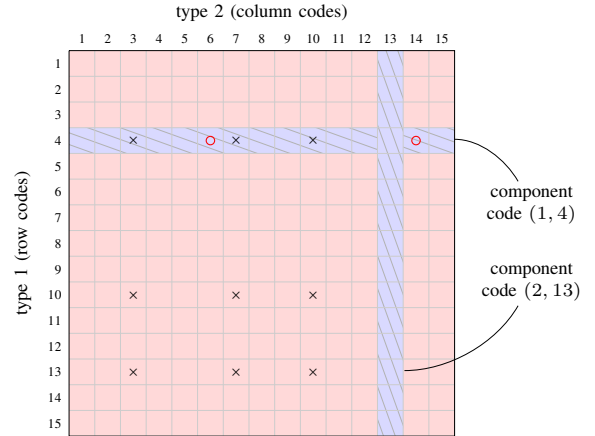 type 2 (column codes)
1 2 3 4 5 6 7 8 9 10 11 12 13 14 15
type 1 (row codes)
1
2
3
4
5
6
7
8
9
10
11
12
13
14
15
component
code (1, 4)
component
code (2, 13)